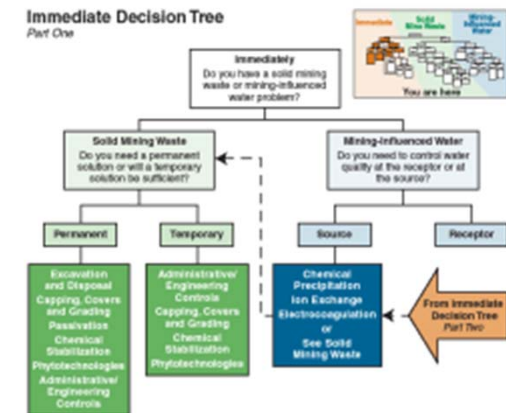 Immediate Decision Tree
Part One
Immediate
Solid
Mine Waste
Mining-
Influenced
Water
You are here
Immediately
Do you have a solid mining
waste or mining-influenced
water problem?
Solid Mining Waste
Do you need a permanent
solution or will a temporary
solution be sufficient?
Mining-Influenced Water
Do you need to control water
quality at the receptor or at
the source?
Permanent
Temporary
Source
Receptor
Excavation
and Disposal
Capping, Covers
and Grading
Passivation
Chemical
Stabilization
Phytotechnologies
Administrative/
Engineering
Controls
Administrative/
Engineering
Controls
Capping, Covers
and Grading
Chemical
Stabilization
Phytotechnologies
Chemical
Precipitation
Ion Exchange
Electrocoagulation
or
See Solid
Mining Waste
From Immediate
Decision Tree
Part Two